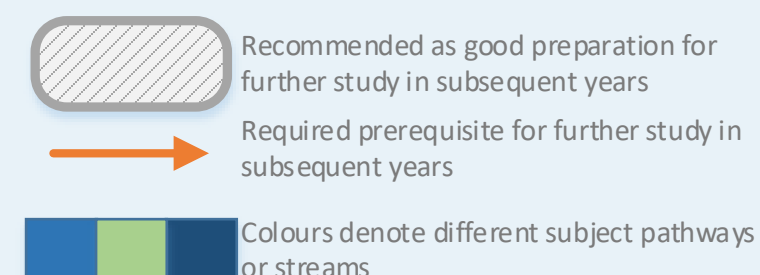 Recommended as good preparation for
further study in subsequent years
Required prerequisite for further study in
subsequent years
Colours denote different subject pathways
or streams